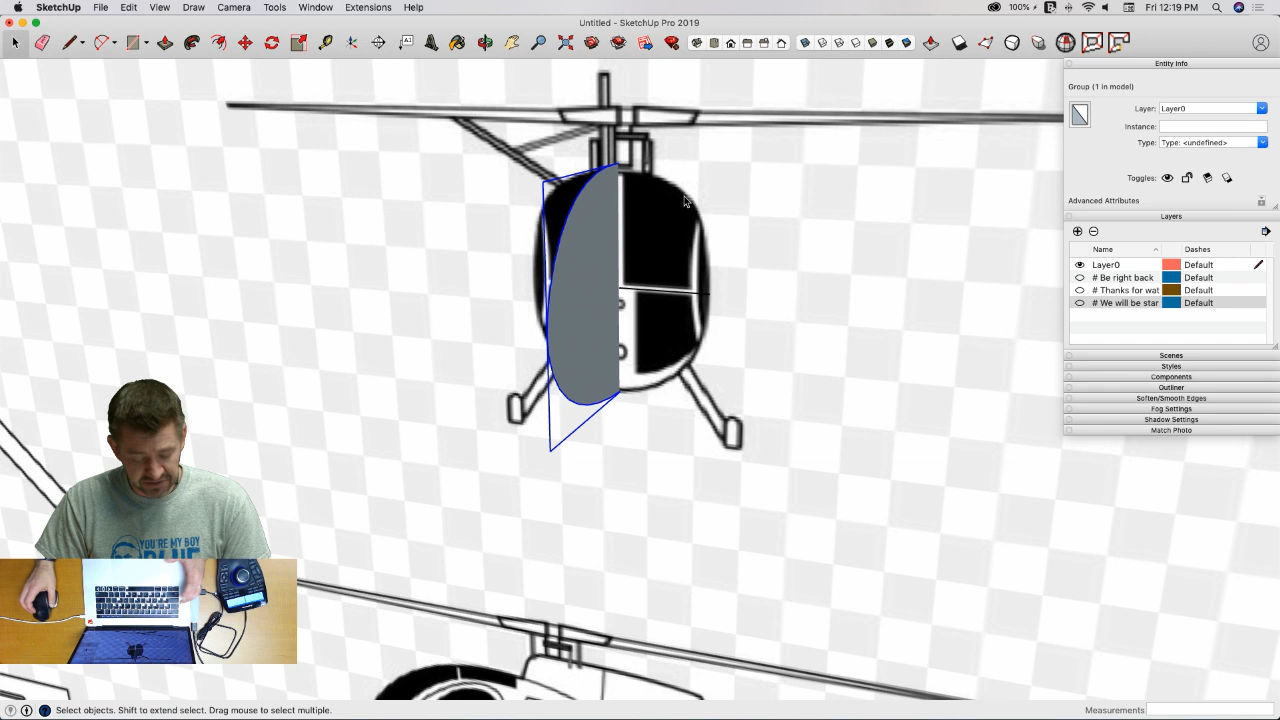 SketchUp File Edit View Draw Camera Tools Window Extensions Help 100% Fri 12:19 PM
Untitled - SketchUp Pro 2019
Entity Info
Group (1 in model)
Layer: Layer0
Instance:
Type: Type: <undefined>
Toggles:
Advanced Attributes
Layers
Name Dashes
Layer0 Default
# Be right back Default
# Thanks for wat Default
# We will be star Default
Scenes
Styles
Components
Outliner
Soften/Smooth Edges
Fog Settings
Shadow Settings
Match Photo
YOU'RE MY BOY
BLUE
Select objects. Shift to extend select. Drag mouse to select multiple.
Measurements